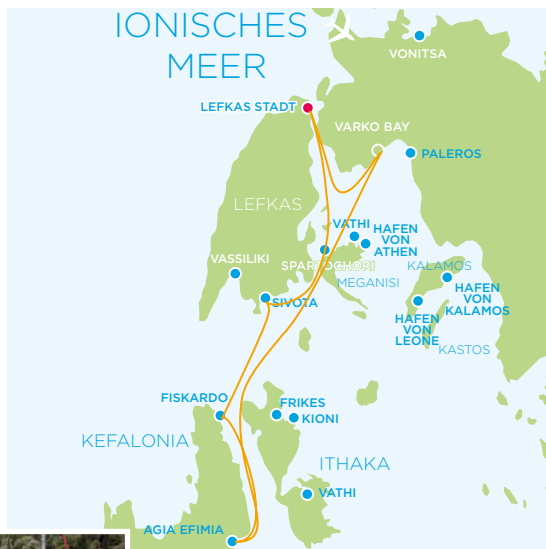 IONISCHES
MEER
VONITSA
LEFKAS STADT
VARKO BAY
PALEROS
LEFKAS
VATHI
HAFEN
VON
ATHEN
VASSILIKI
SPARTOCHORI
KALAMOS
MEGANISI
HAFEN
VON
KALAMOS
SIVOTA
HAFEN
VON
LEONE
KASTOS
FISKARDO
FRIKES
KIONI
KEFALONIA
ITHAKA
VATHI
AGIA EFIMIA